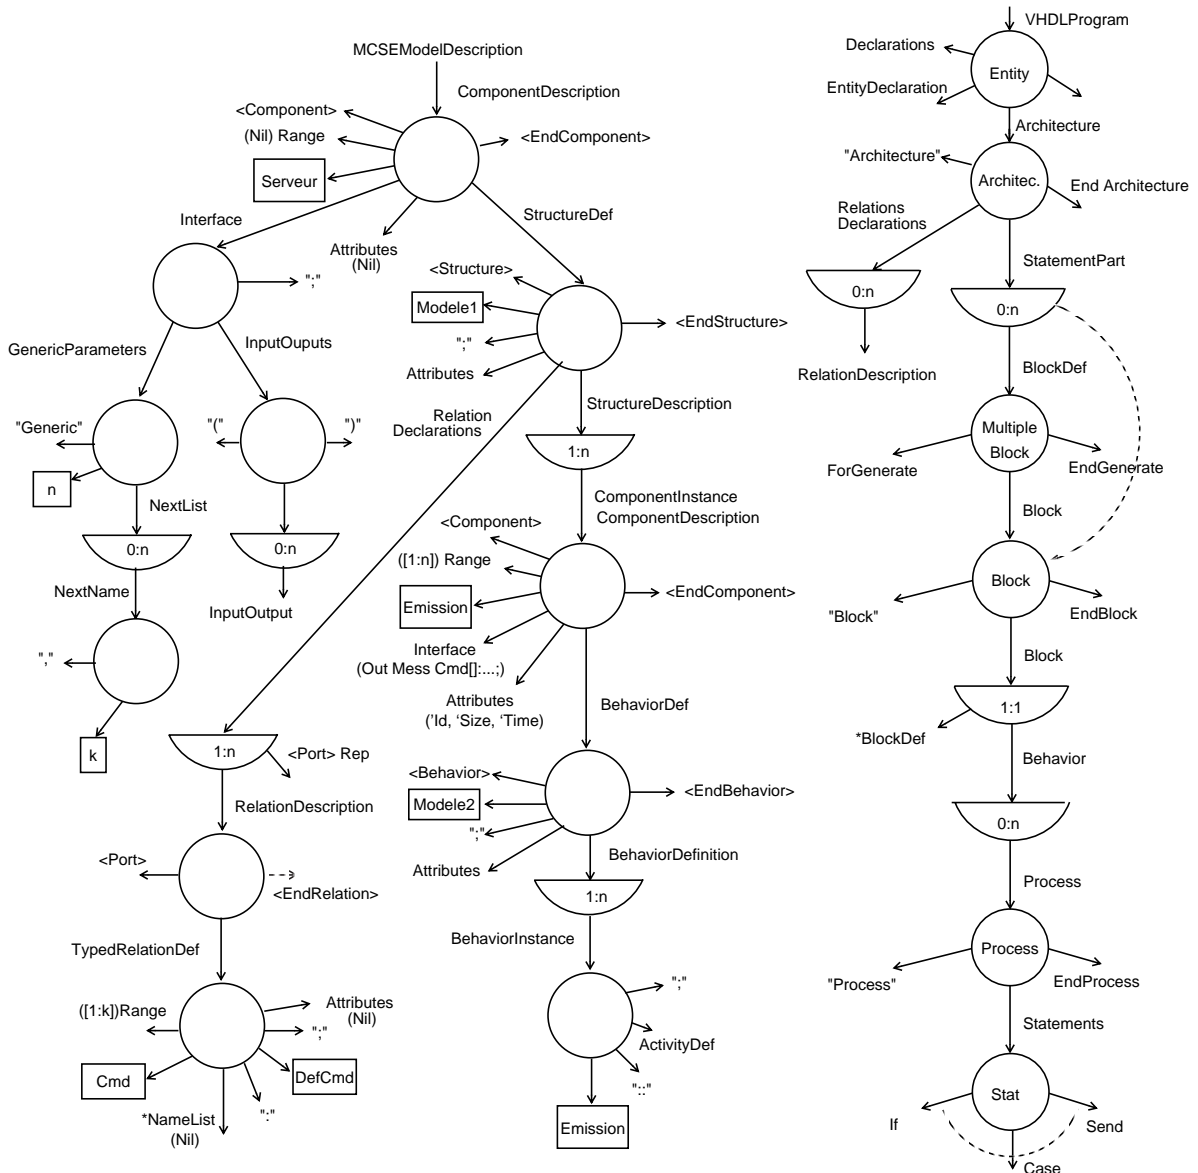 MCSEModelDescription
ComponentDescription
<Component>
(Nil) Range
<EndComponent>
Serveur
Interface
StructureDef
Attributes
(Nil)
";"
<Structure>
Modele1
<EndStructure>
";"
Attributes
GenericParameters
InputOuputs
Relation
Declarations
StructureDescription
"Generic"
"("
")"
1:n
n
NextList
ComponentInstance
ComponentDescription
0:n
0:n
<Component>
([1:n]) Range
NextName
InputOutput
Emission
<EndComponent>
Interface
(Out Mess Cmd[]:...;)
","
Attributes
('Id, ‘Size, ‘Time)
BehaviorDef
k
1:n
<Port> Rep
<Behavior>
Modele2
<EndBehavior>
";"
RelationDescription
Attributes
BehaviorDefinition
<Port>
<EndRelation>
1:n
TypedRelationDef
BehaviorInstance
([1:k])Range
Attributes
(Nil)
";"
";"
ActivityDef
Cmd
DefCmd
"::"
*NameList
(Nil)
":"
Emission
VHDLProgram
Declarations
Entity
EntityDeclaration
Architecture
"Architecture"
Architec.
End Architecture
Relations
Declarations
StatementPart
0:n
0:n
RelationDescription
BlockDef
Multiple
Block
ForGenerate
EndGenerate
Block
Block
"Block"
EndBlock
Block
1:1
*BlockDef
Behavior
0:n
Process
Process
"Process"
EndProcess
Statements
Stat
If
Send
Case